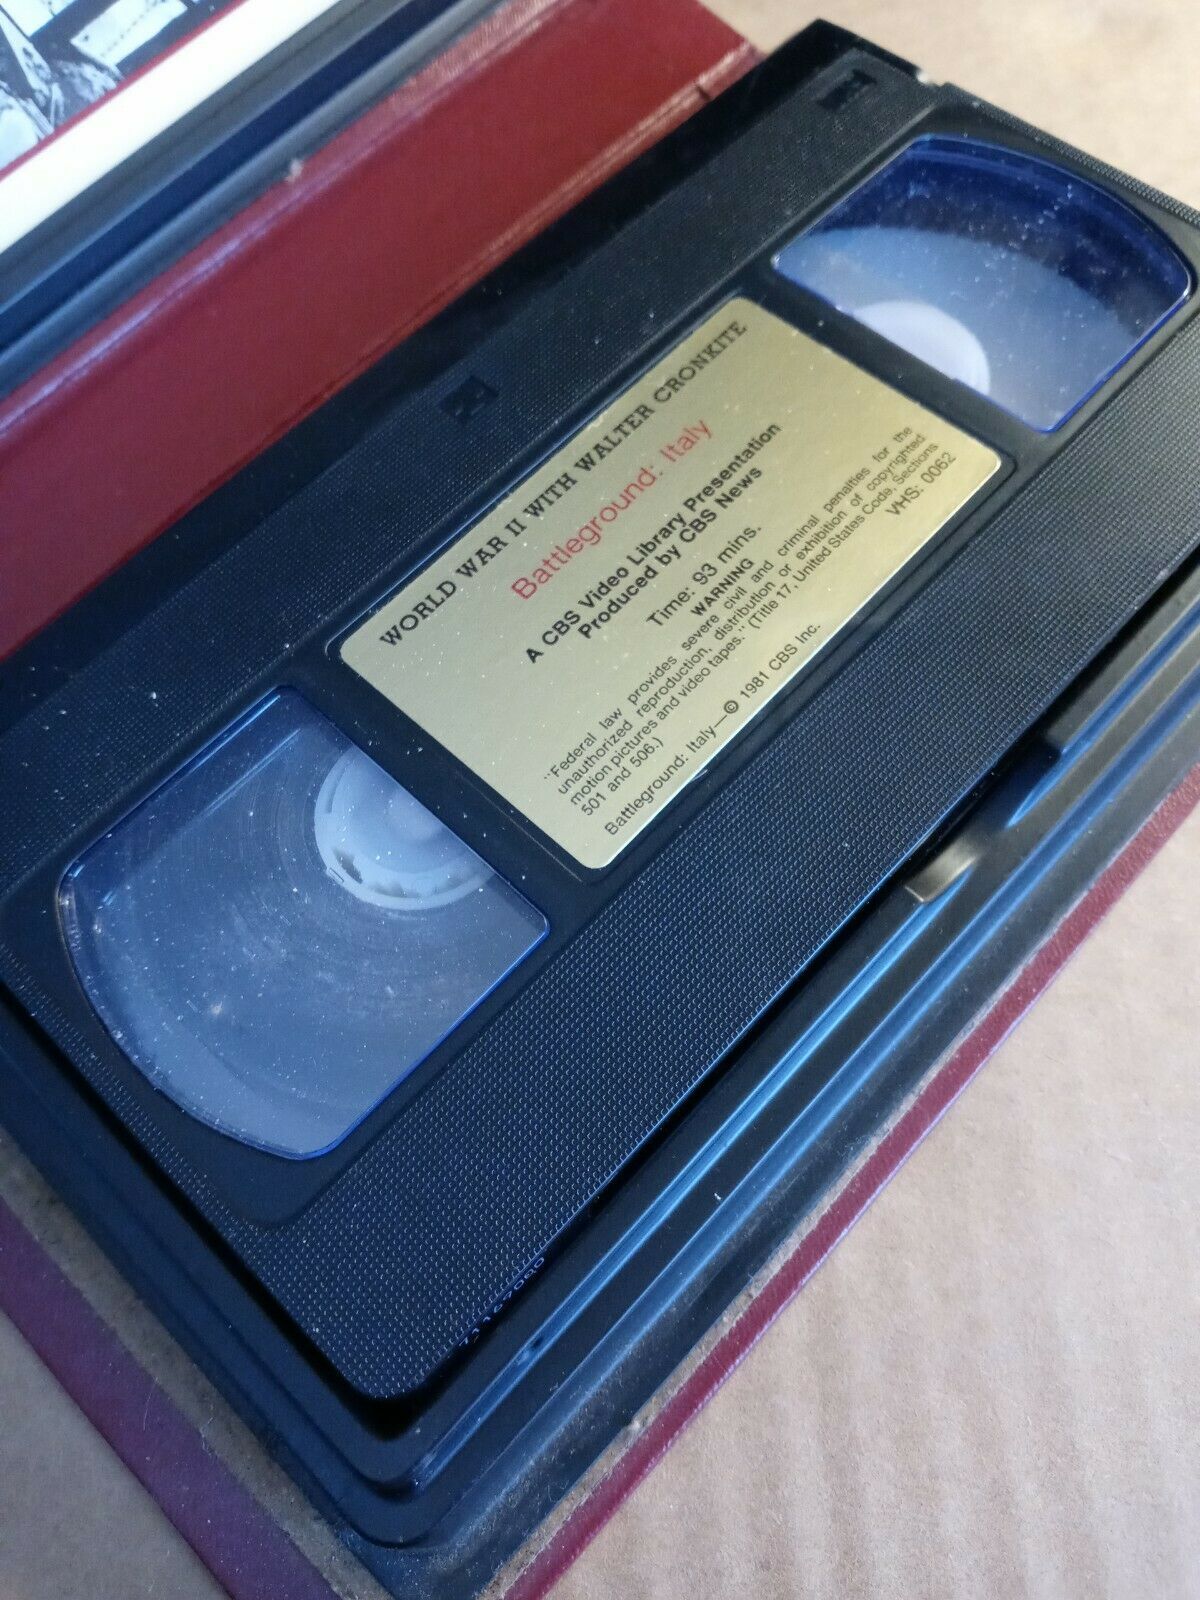 WORLD WAR II WITH WALTER CRONKITE
Battleground: Italy
A CBS Video Library Presentation
Produced by CBS News
Time: 93 mins.
WARNING
"Federal law provides severe civil and criminal penalties for the
unauthorized reproduction, distribution or exhibition of copyrighted
motion pictures and video tapes." (Title 17, United States Code, Sections
501 and 506.)
VHS: 0062
Battleground: Italy—© 1981 CBS Inc.